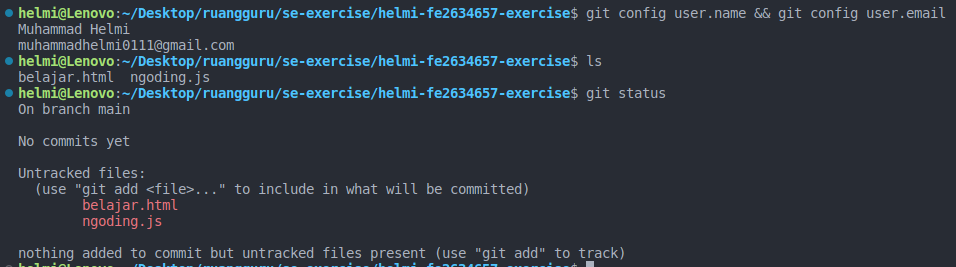 helmi@Lenovo:~/Desktop/ruangguru/se-exercise/helmi-fe2634657-exercise$ git config user.name && git config user.email
Muhammad Helmi
muhammadhelmi0111@gmail.com
helmi@Lenovo:~/Desktop/ruangguru/se-exercise/helmi-fe2634657-exercise$ ls
belajar.html  ngoding.js
helmi@Lenovo:~/Desktop/ruangguru/se-exercise/helmi-fe2634657-exercise$ git status
On branch main
No commits yet
Untracked files:
  (use "git add <file>..." to include in what will be committed)
        belajar.html
        ngoding.js
nothing added to commit but untracked files present (use "git add" to track)
helmi@Lenovo:~/Desktop/ruangguru/se-exercise/helmi-fe2634657-exercise$